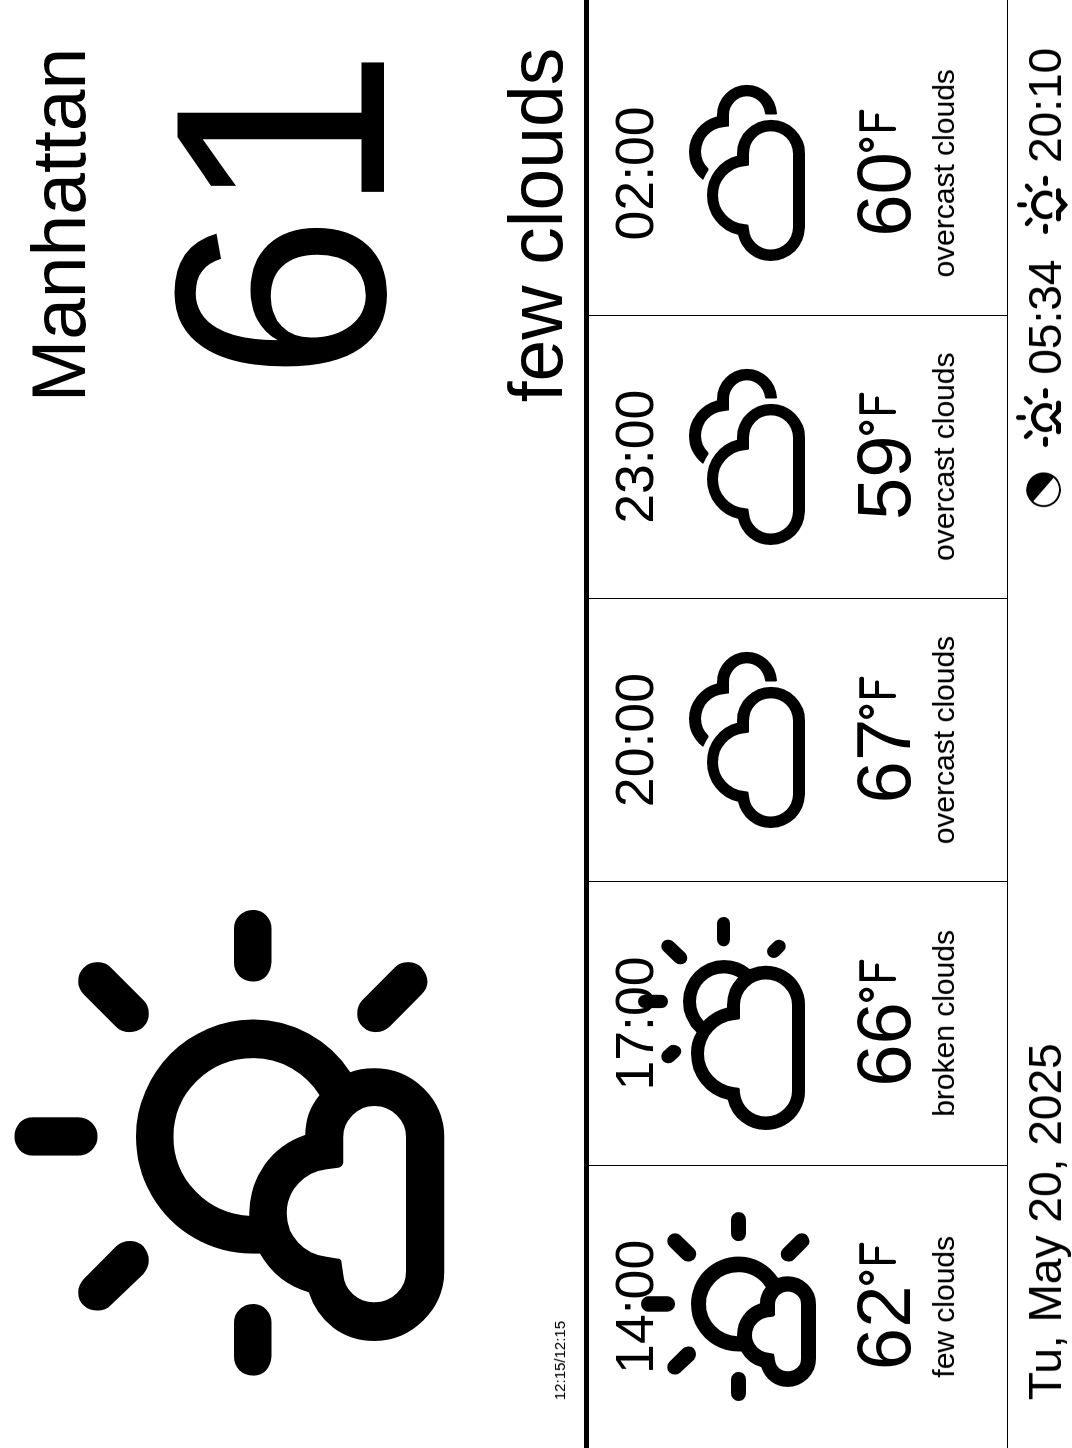 Manhattan
61
few clouds
12:15/12:15
14:00
62°F
few clouds
17:00
66°F
broken clouds
20:00
67°F
overcast clouds
23:00
59°F
overcast clouds
02:00
60°F
overcast clouds
Tu, May 20, 2025 05:34 20:10